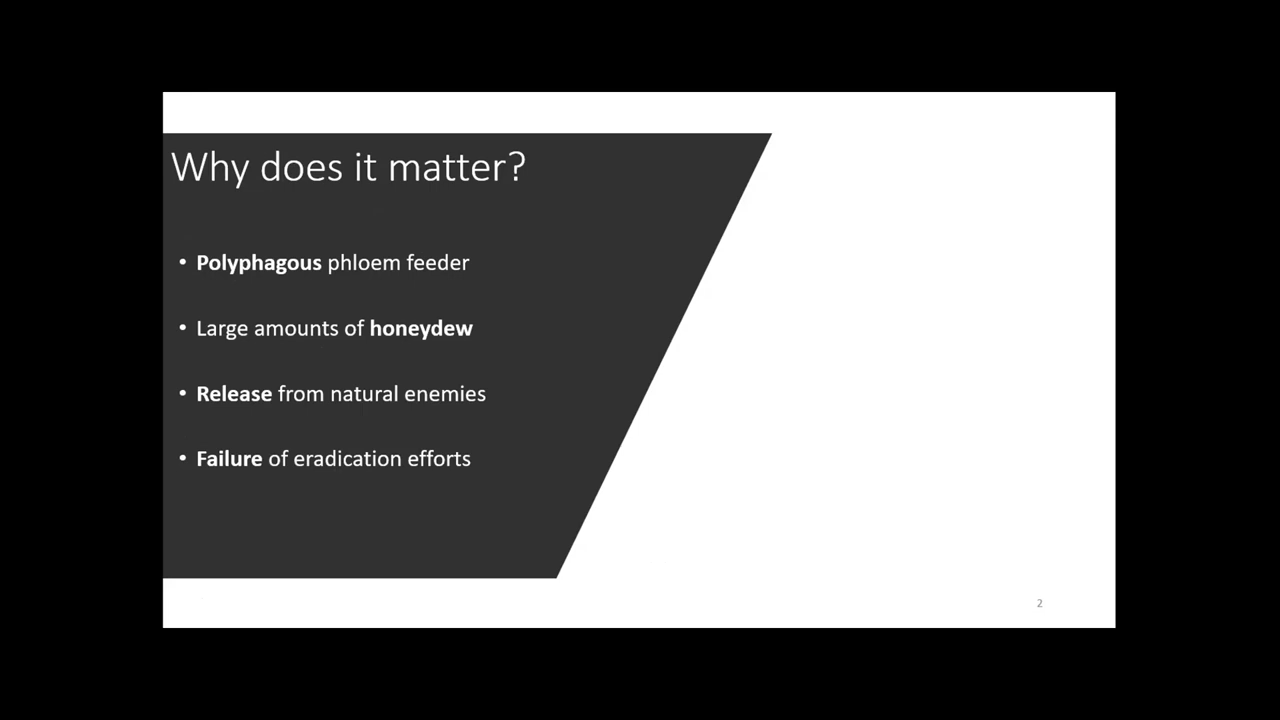 Why does it matter?
• Polyphagous phloem feeder
• Large amounts of honeydew
• Release from natural enemies
• Failure of eradication efforts
2